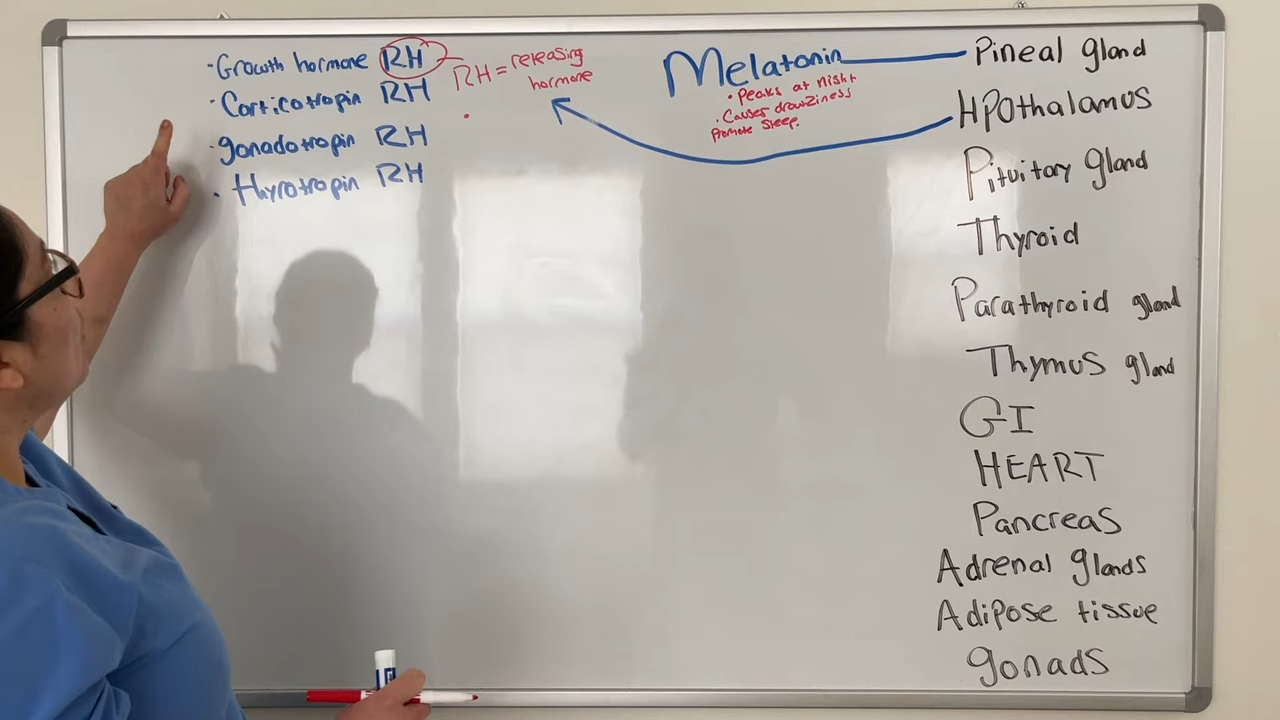 ·Growth hormone RH
·Corticotropin RH
·gonadotropin RH
·Thyrotropin RH
RH = releasing
hormone
Melatonin
·Peaks at night
·Causes drowziness
Promote sleep.
Pineal gland
HPOthalamus
Pituitary gland
Thyroid
Parathyroid gland
Thymus gland
GI
HEART
Pancreas
Adrenal glands
Adipose tissue
gonads